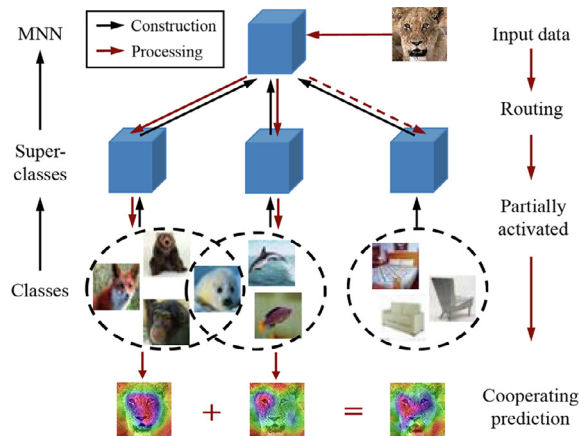 MNN
Construction
Processing
Input data
Routing
Super-
classes
Partially
activated
Classes
+
=
Cooperating
prediction